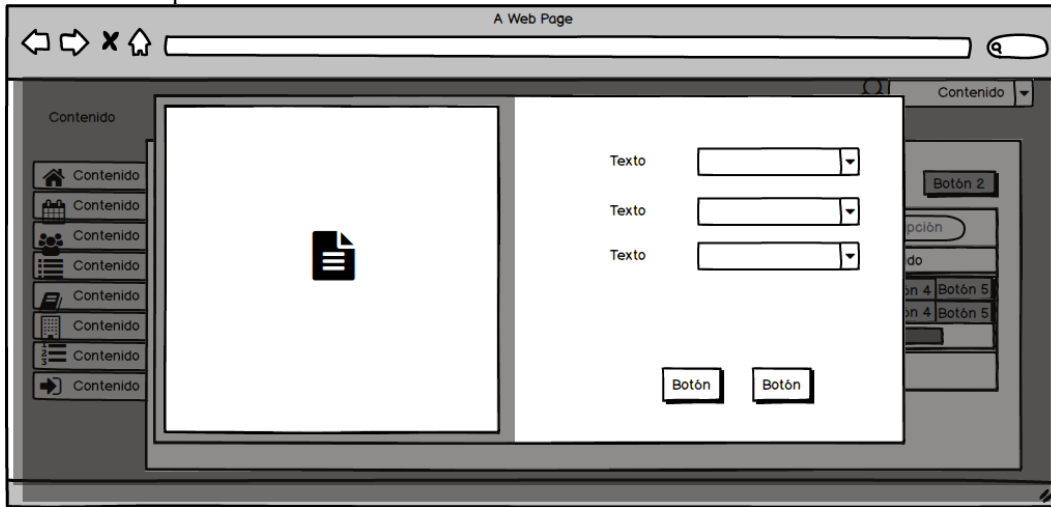 A Web Page
Contenido
Contenido
Contenido
Contenido
Contenido
Contenido
Contenido
Contenido
Contenido
Contenido
Texto
Texto
Texto
Botón Botón
Botón 2
Botón 5
Botón 5